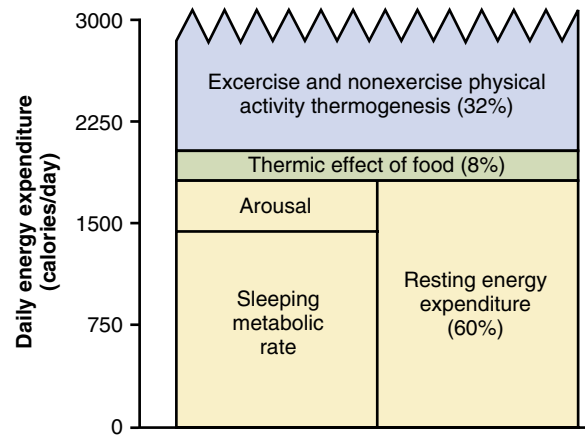 Daily energy expenditure
(calories/day)
3000
2250
1500
750
0
Excercise and nonexercise physical
activity thermogenesis (32%)
Thermic effect of food (8%)
Arousal
Sleeping
metabolic
rate
Resting energy
expenditure
(60%)